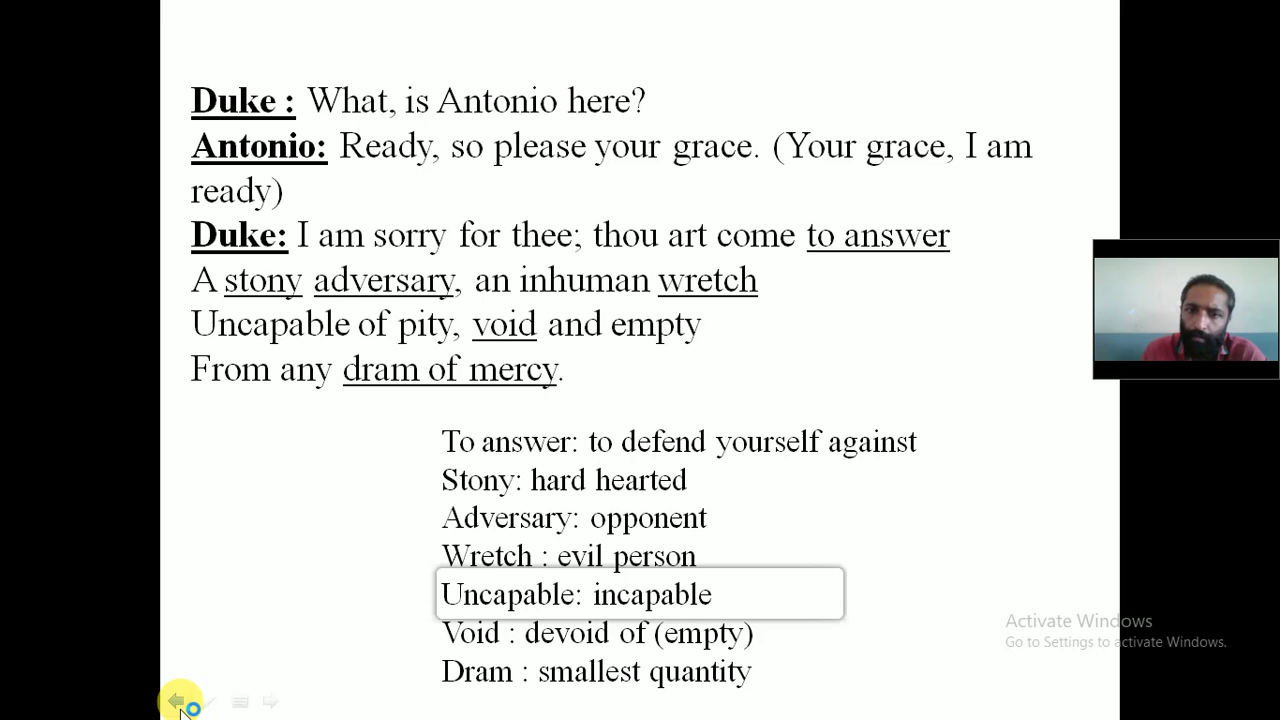 Duke : What, is Antonio here?
Antonio: Ready, so please your grace. (Your grace, I am
ready)
Duke: I am sorry for thee; thou art come to answer
A stony adversary, an inhuman wretch
Uncapable of pity, void and empty
From any dram of mercy.
To answer: to defend yourself against
Stony: hard hearted
Adversary: opponent
Wretch : evil person
Uncapable: incapable
Void : devoid of (empty)
Dram : smallest quantity
Activate Windows
Go to Settings to activate Windows.